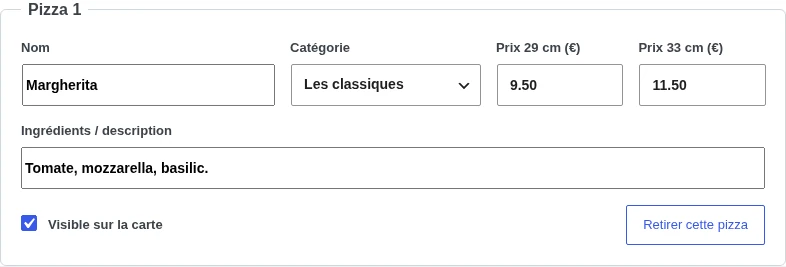 Pizza 1
Nom Catégorie Prix 29 cm (€) Prix 33 cm (€)
Margherita Les classiques 9.50 11.50
Ingrédients / description
Tomate, mozzarella, basilic.
Visible sur la carte Retirer cette pizza